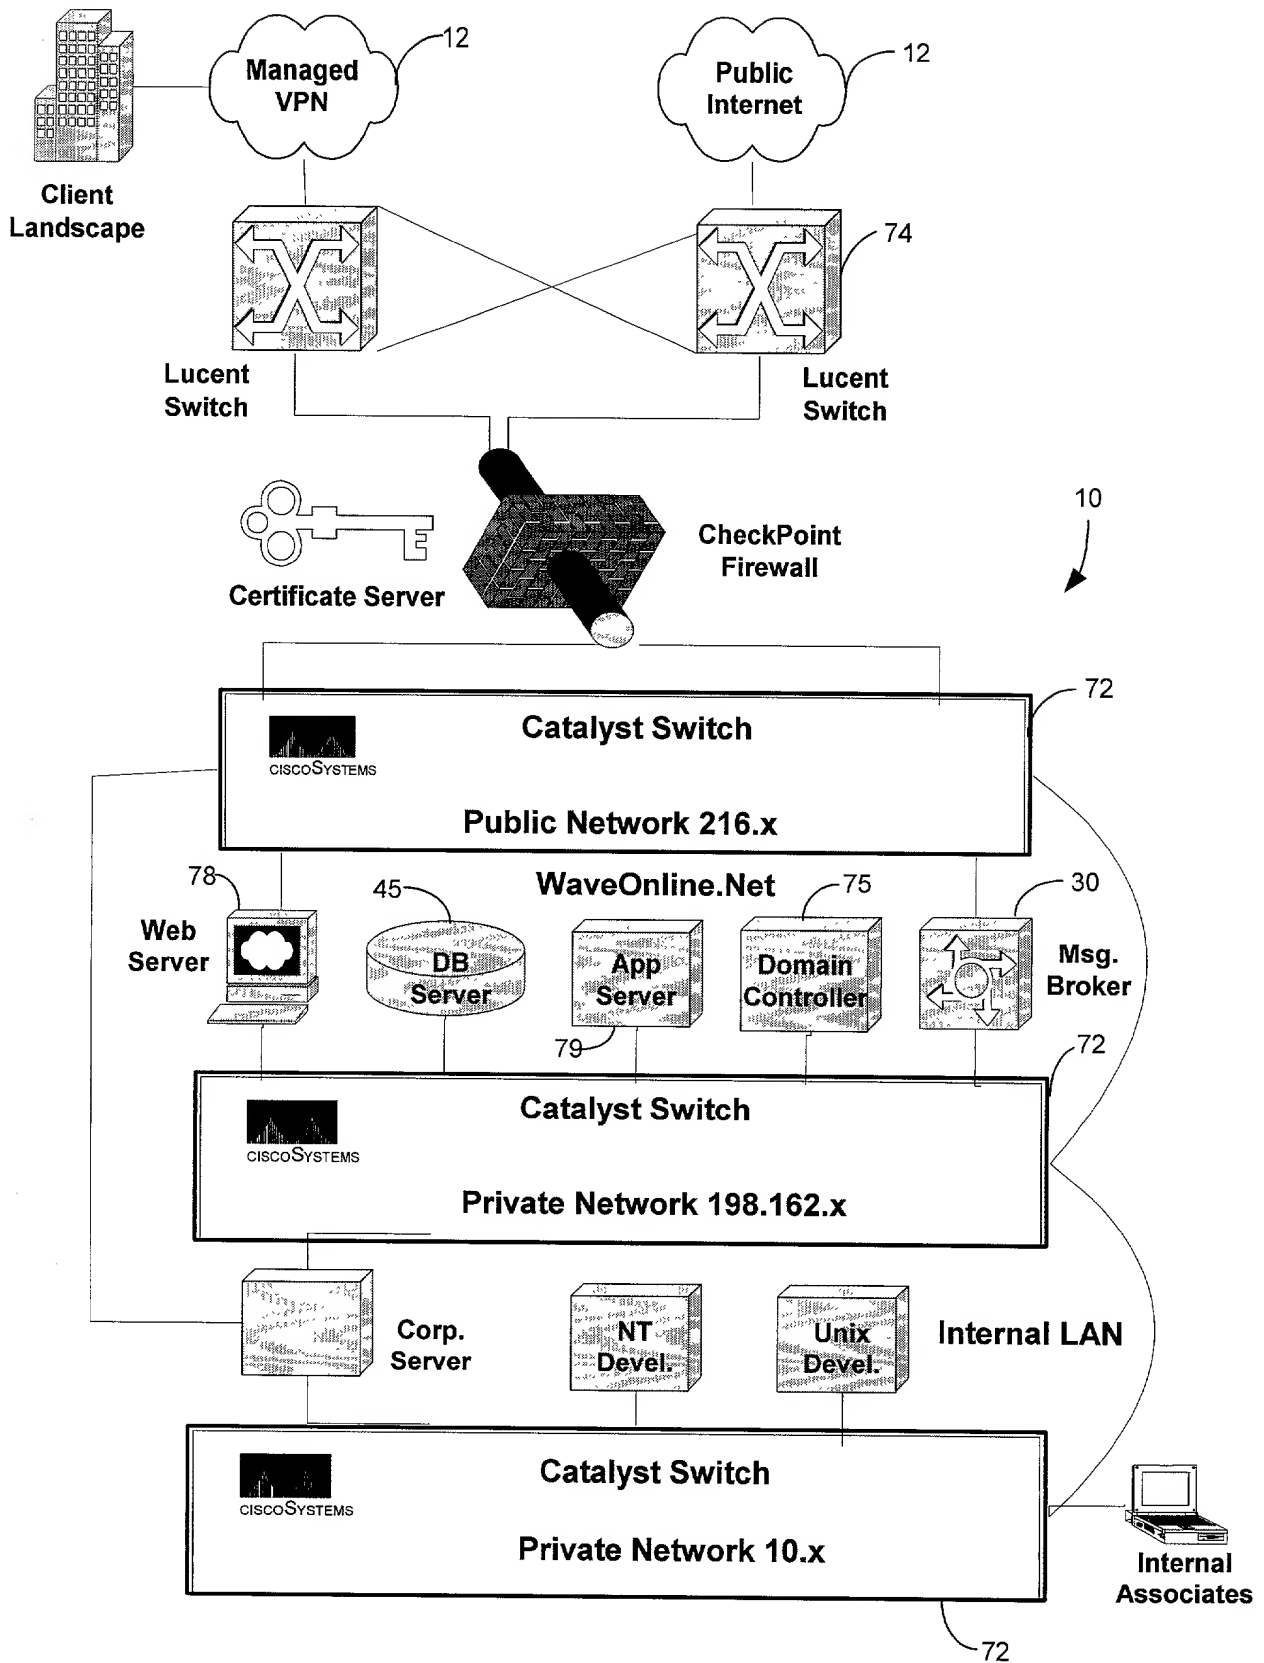 12
12
Managed
VPN
Public
Internet
Client
Landscape
74
Lucent
Switch
Lucent
Switch
10
CheckPoint
Firewall
Certificate Server
72
Catalyst Switch
CISCOSYSTEMS
Public Network 216.x
WaveOnline.Net
78
45
75
30
Web
Server
DB
Server
App
Server
Domain
Controller
Msg.
Broker
79
72
Catalyst Switch
CISCOSYSTEMS
Private Network 198.162.x
Corp.
Server
NT
Devel.
Unix
Devel.
Internal LAN
Catalyst Switch
CISCOSYSTEMS
Private Network 10.x
Internal
Associates
72